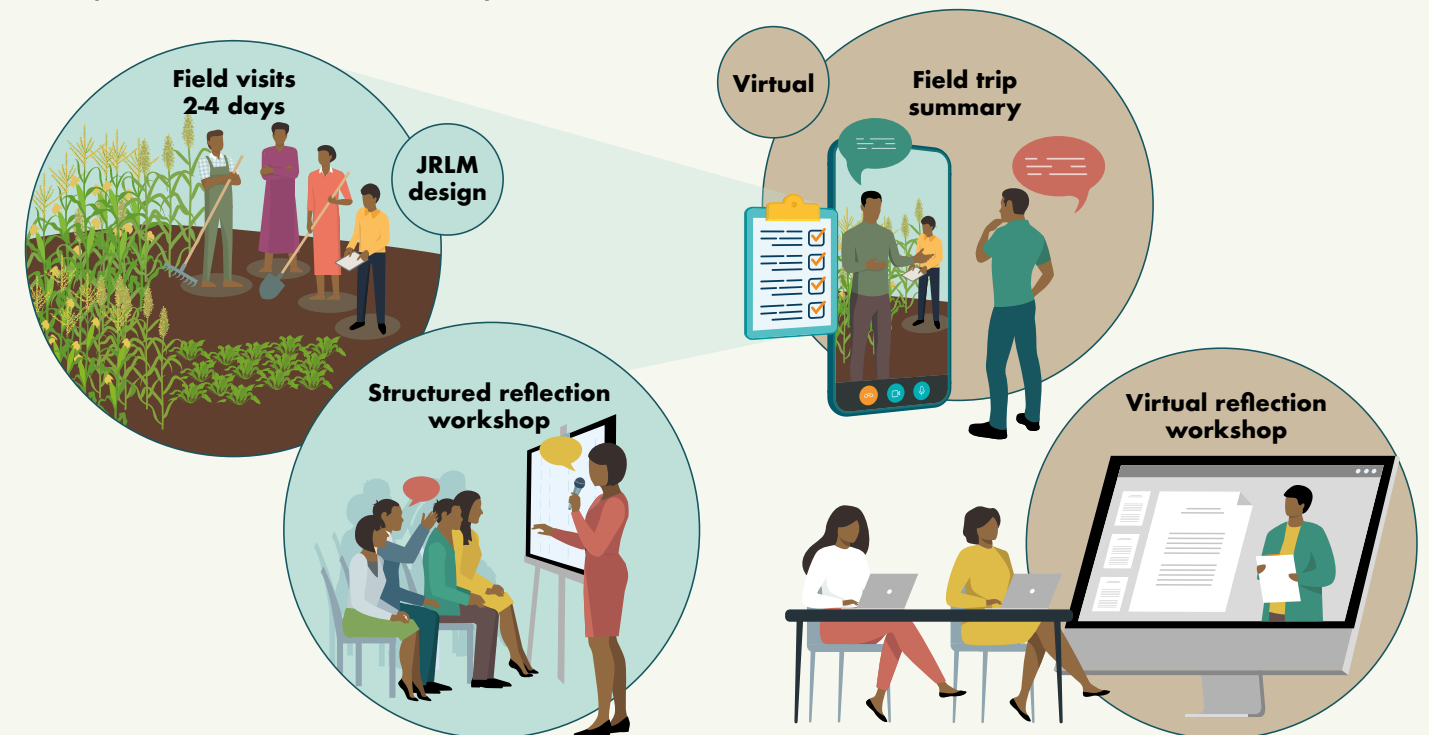 Field visits
2-4 days
JRLM
design
Structured reflection
workshop
Virtual
Field trip
summary
Virtual reflection
workshop